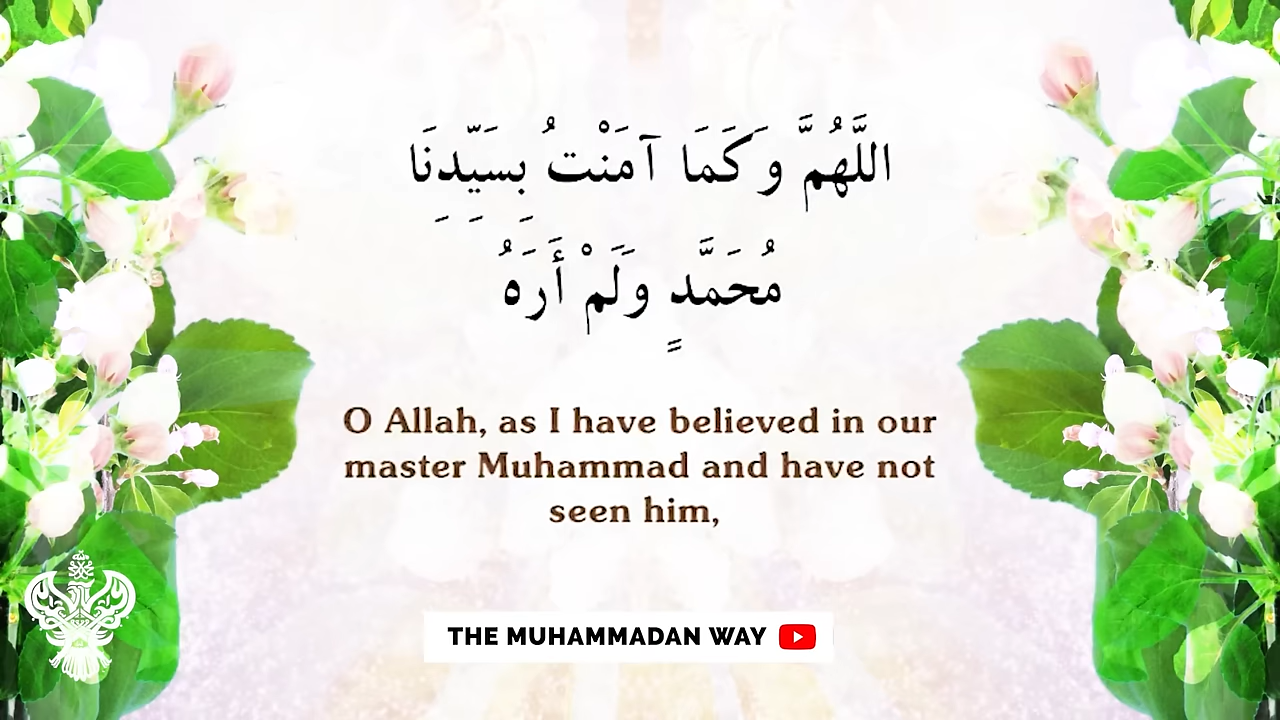 اللَّهُمَّ وَكَمَا آمَنْتُ بِسَيِّدِنَا
مُحَمَّدٍ وَلَمْ أَرَهُ
O Allah, as I have believed in our
master Muhammad and have not
seen him,
THE MUHAMMADAN WAY